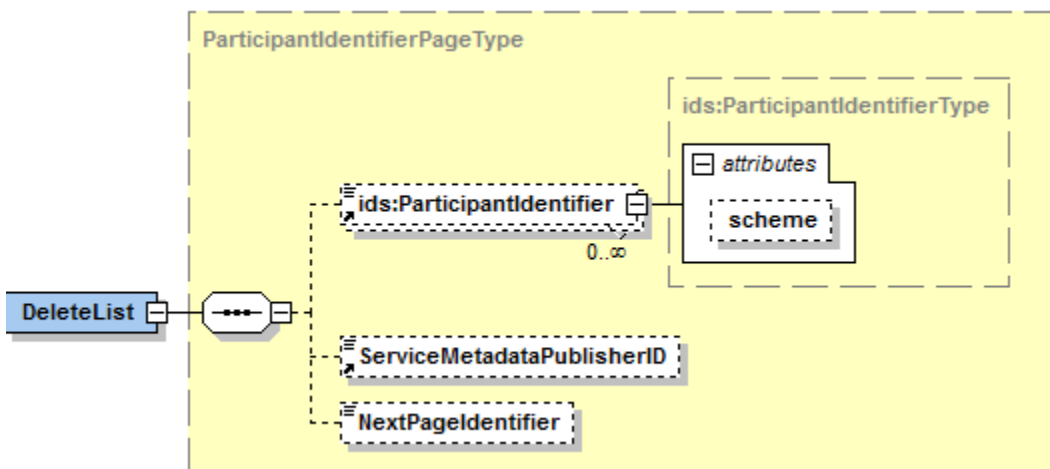 ParticipantIdentifierPageType
ids:ParticipantIdentifierType
attributes
ids:ParticipantIdentifier
scheme
0..∞
DeleteList
ServiceMetadataPublisherID
NextPageIdentifier